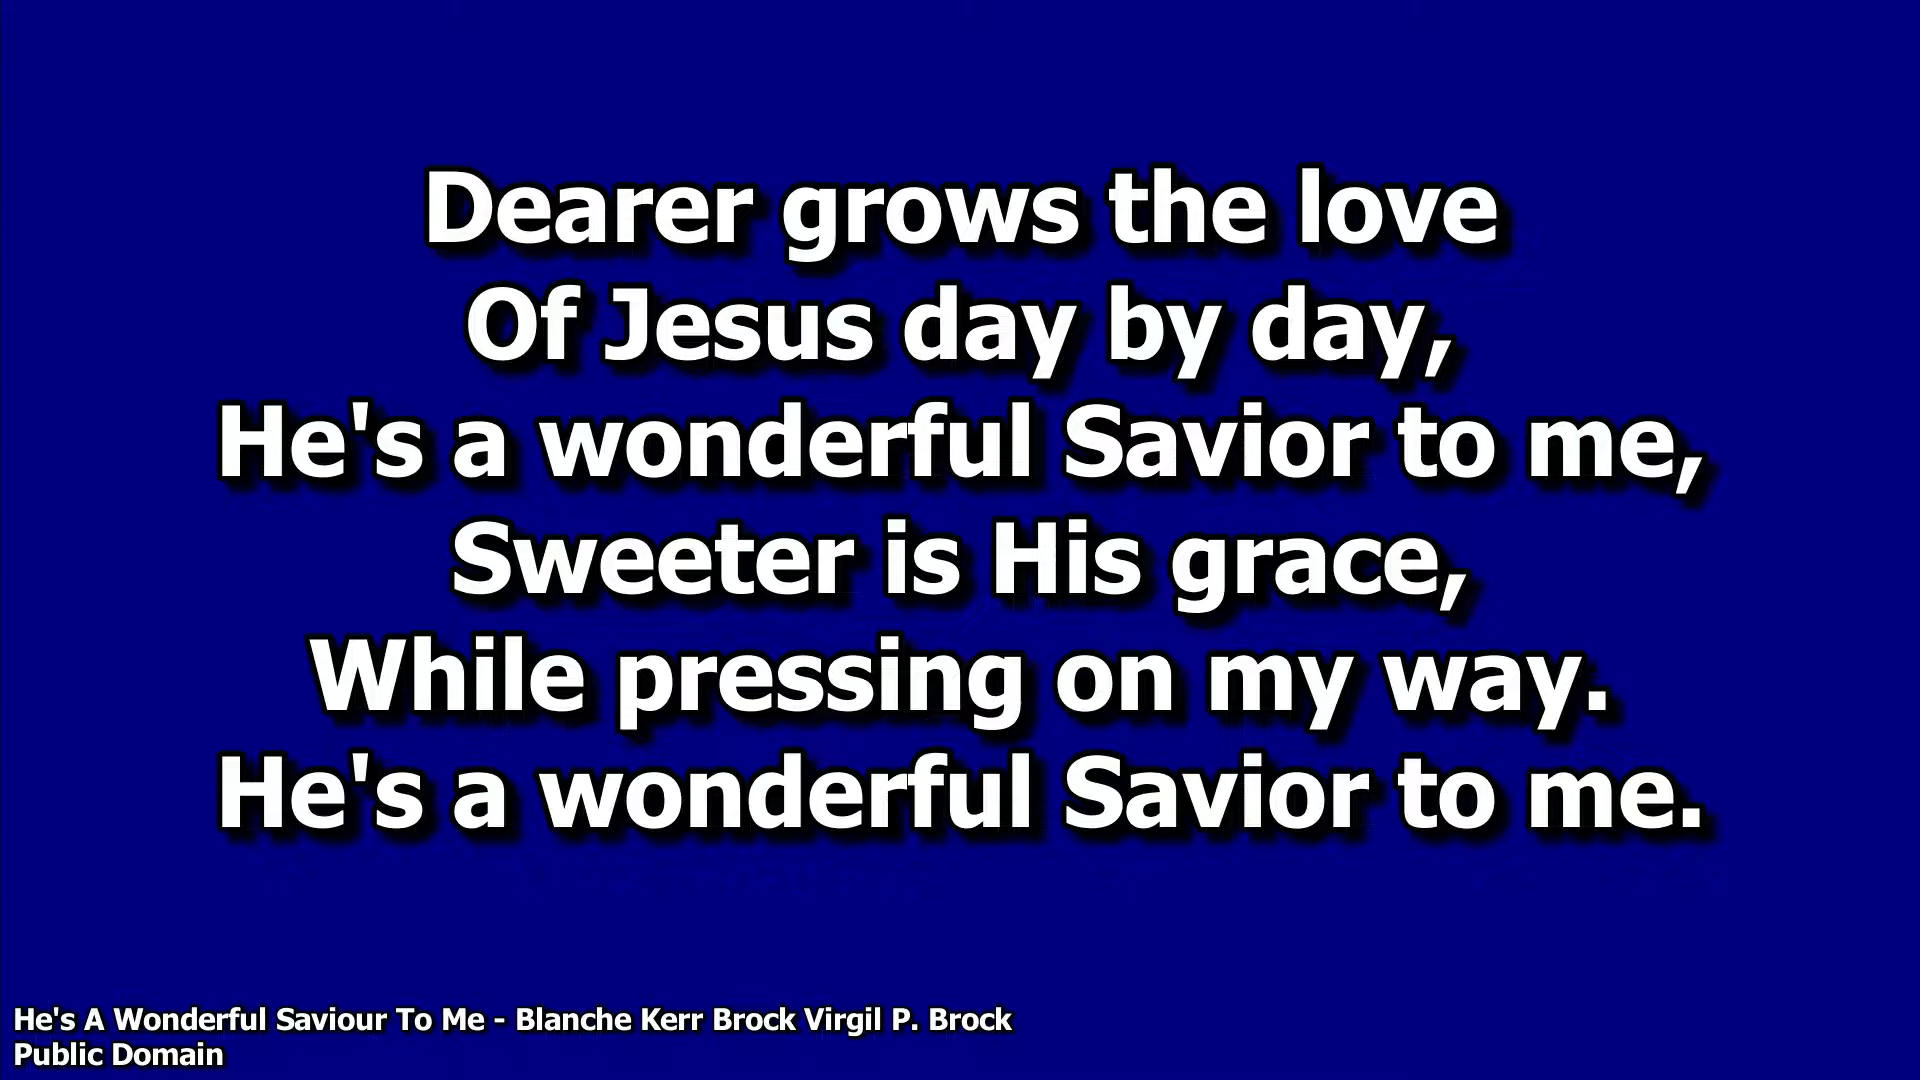 Dearer grows the love
Of Jesus day by day,
He's a wonderful Savior to me,
Sweeter is His grace,
While pressing on my way.
He's a wonderful Savior to me.
He's A Wonderful Saviour To Me - Blanche Kerr Brock Virgil P. Brock
Public Domain